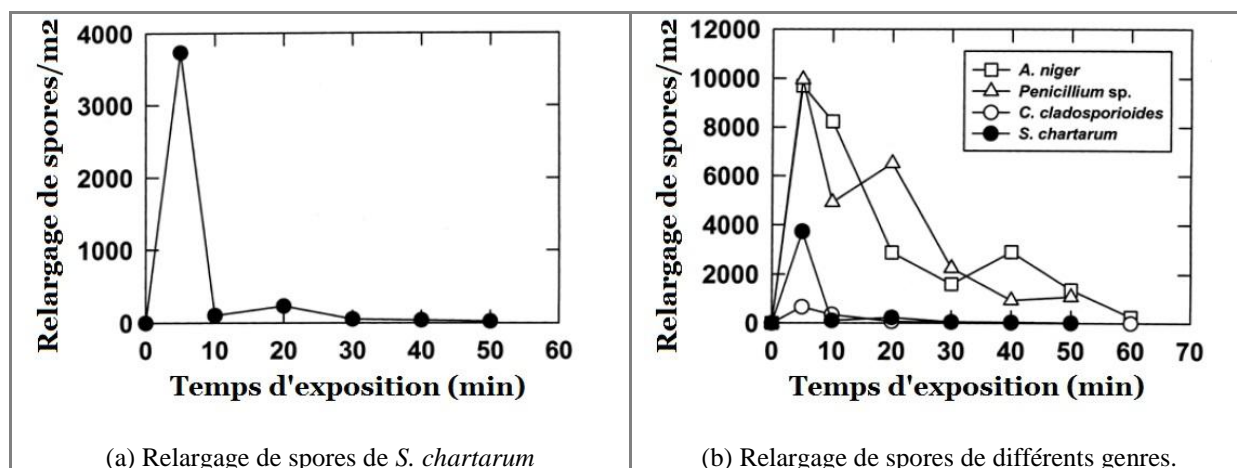 Relargage de spores/m2
4000
3000
2000
1000
0
0 10 20 30 40 50 60
Temps d'exposition (min)
(a) Relargage de spores de S. chartarum
Relargage de spores/m2
12000
10000
8000
6000
4000
2000
0
0 10 20 30 40 50 60 70
Temps d'exposition (min)
A. niger
Penicillium sp.
C. cladosporioides
S. chartarum
(b) Relargage de spores de différents genres.